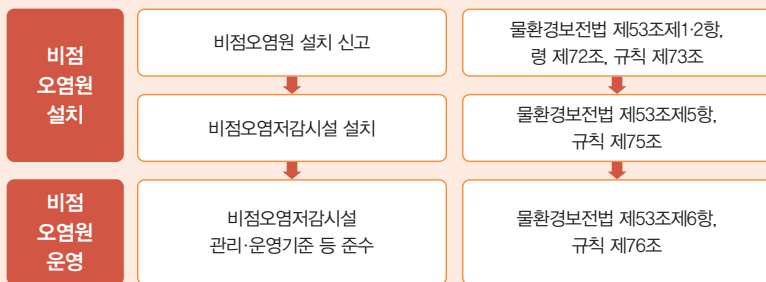 비점
오염원
설치
비점오염원 설치 신고
물환경보전법 제53조제1·2항,
령 제72조, 규칙 제73조
비점오염저감시설 설치
물환경보전법 제53조제5항,
규칙 제75조
비점
오염원
운영
비점오염저감시설
관리·운영기준 등 준수
물환경보전법 제53조제6항,
규칙 제76조